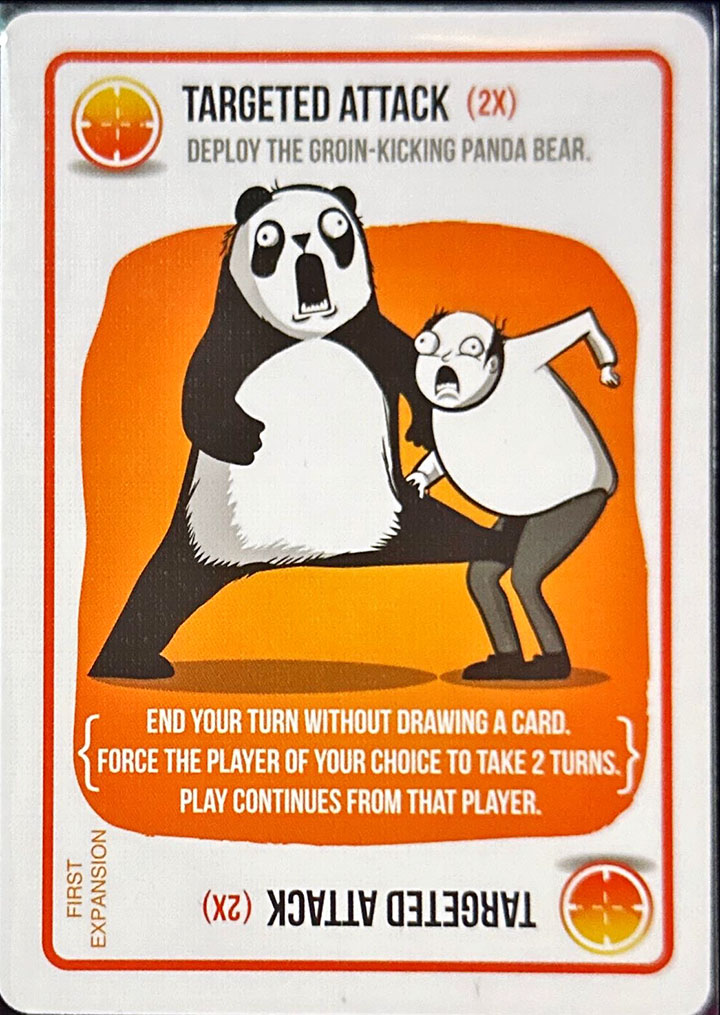 TARGETED ATTACK (2X)
DEPLOY THE GROIN-KICKING PANDA BEAR.
END YOUR TURN WITHOUT DRAWING A CARD.
{FORCE THE PLAYER OF YOUR CHOICE TO TAKE 2 TURNS.}
PLAY CONTINUES FROM THAT PLAYER.
FIRST
EXPANSION
TARGETED ATTACK (2X)